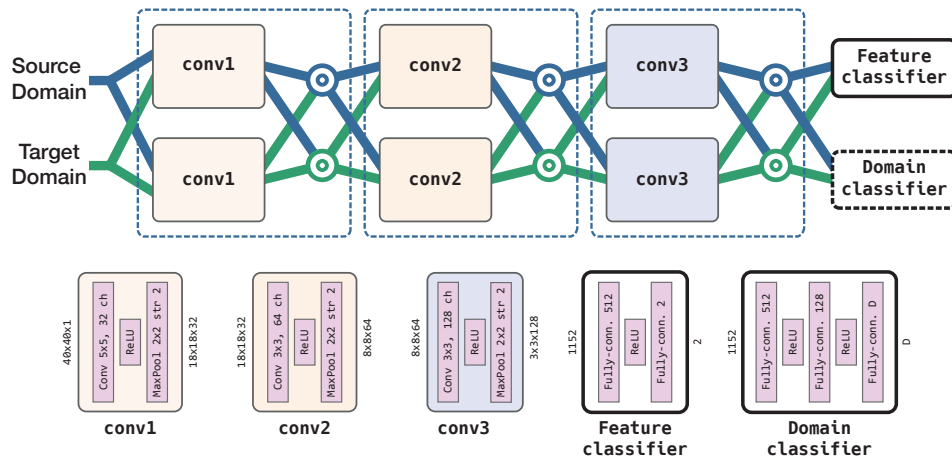 Source
Domain
Target
Domain
conv1
conv2
conv3
Feature
classifier
conv1
conv2
conv3
Domain
classifier
40x40x1
Conv 5x5, 32 ch
ReLU
MaxPool 2x2 str 2
18x18x32
conv1
18x18x32
Conv 3x3, 64 ch
ReLU
MaxPool 2x2 str 2
8x8x64
conv2
8x8x64
Conv 3x3, 128 ch
ReLU
MaxPool 2x2 str 2
3x3x128
conv3
1152
Fully-conn. 512
ReLU
Fully-conn. 2
2
Feature
classifier
1152
Fully-conn. 512
ReLU
Fully-conn. 128
ReLU
Fully-conn. D
D
Domain
classifier